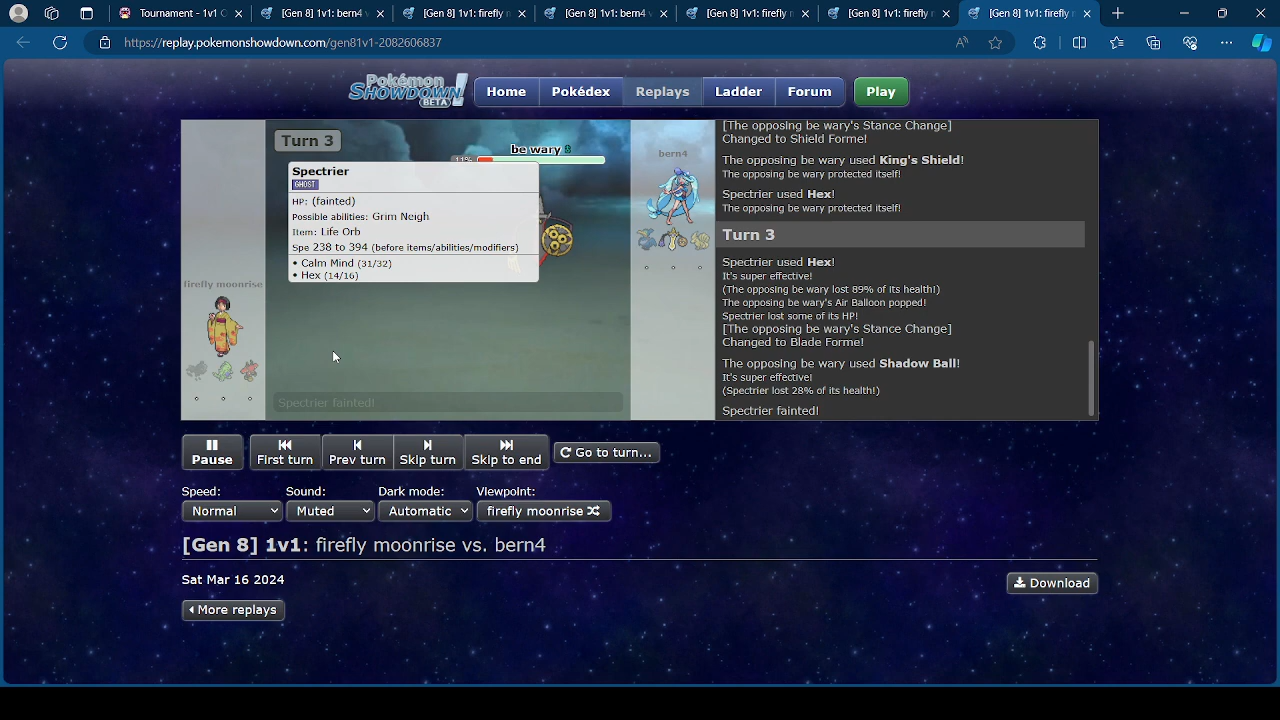 Tournament - 1v1 G
[Gen 8] 1v1: bern4 v
[Gen 8] 1v1: firefly m
[Gen 8] 1v1: bern4 v
[Gen 8] 1v1: firefly m
[Gen 8] 1v1: firefly m
[Gen 8] 1v1: firefly m
https://replay.pokemonshowdown.com/gen81v1-2082606837
Pokémon
SHOWDOWN!
BETA
Home
Pokédex
Replays
Ladder
Forum
Play
Turn 3
be wary
11%
Spectrier
GHOST
HP: (fainted)
Possible abilities: Grim Neigh
Item: Life Orb
Spe 238 to 394 (before items/abilities/modifiers)
• Calm Mind (31/32)
• Hex (14/16)
firefly moonrise
bern4
Spectrier fainted!
[The opposing be wary's Stance Change]
Changed to Shield Forme!
The opposing be wary used King's Shield!
The opposing be wary protected itself!
Spectrier used Hex!
The opposing be wary protected itself!
Turn 3
Spectrier used Hex!
It's super effective!
(The opposing be wary lost 89% of its health!)
The opposing be wary's Air Balloon popped!
Spectrier lost some of its HP!
[The opposing be wary's Stance Change]
Changed to Blade Forme!
The opposing be wary used Shadow Ball!
It's super effective!
(Spectrier lost 28% of its health!)
Spectrier fainted!
Pause
First turn
Prev turn
Skip turn
Skip to end
Go to turn...
Speed:
Sound:
Dark mode:
Viewpoint:
Normal
Muted
Automatic
firefly moonrise
[Gen 8] 1v1: firefly moonrise vs. bern4
Sat Mar 16 2024
Download
More replays